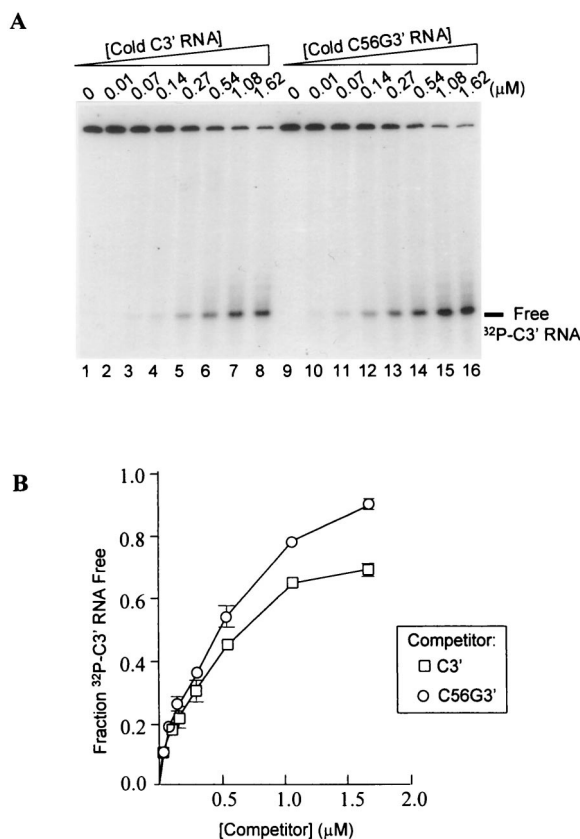 A
[Cold C3' RNA] [Cold C56G3' RNA]
0 0.01 0.07 0.14 0.27 0.54 1.08 1.62 0 0.01 0.07 0.14 0.27 0.54 1.08 1.62 (μM)
Free
32P-C3' RNA
1 2 3 4 5 6 7 8 9 10 11 12 13 14 15 16
B
Fraction 32P-C3' RNA Free
1.0
0.8
0.6
0.4
0.2
0.0
0.5 1.0 1.5 2.0
[Competitor] (μM)
Competitor:
C3'
C56G3'